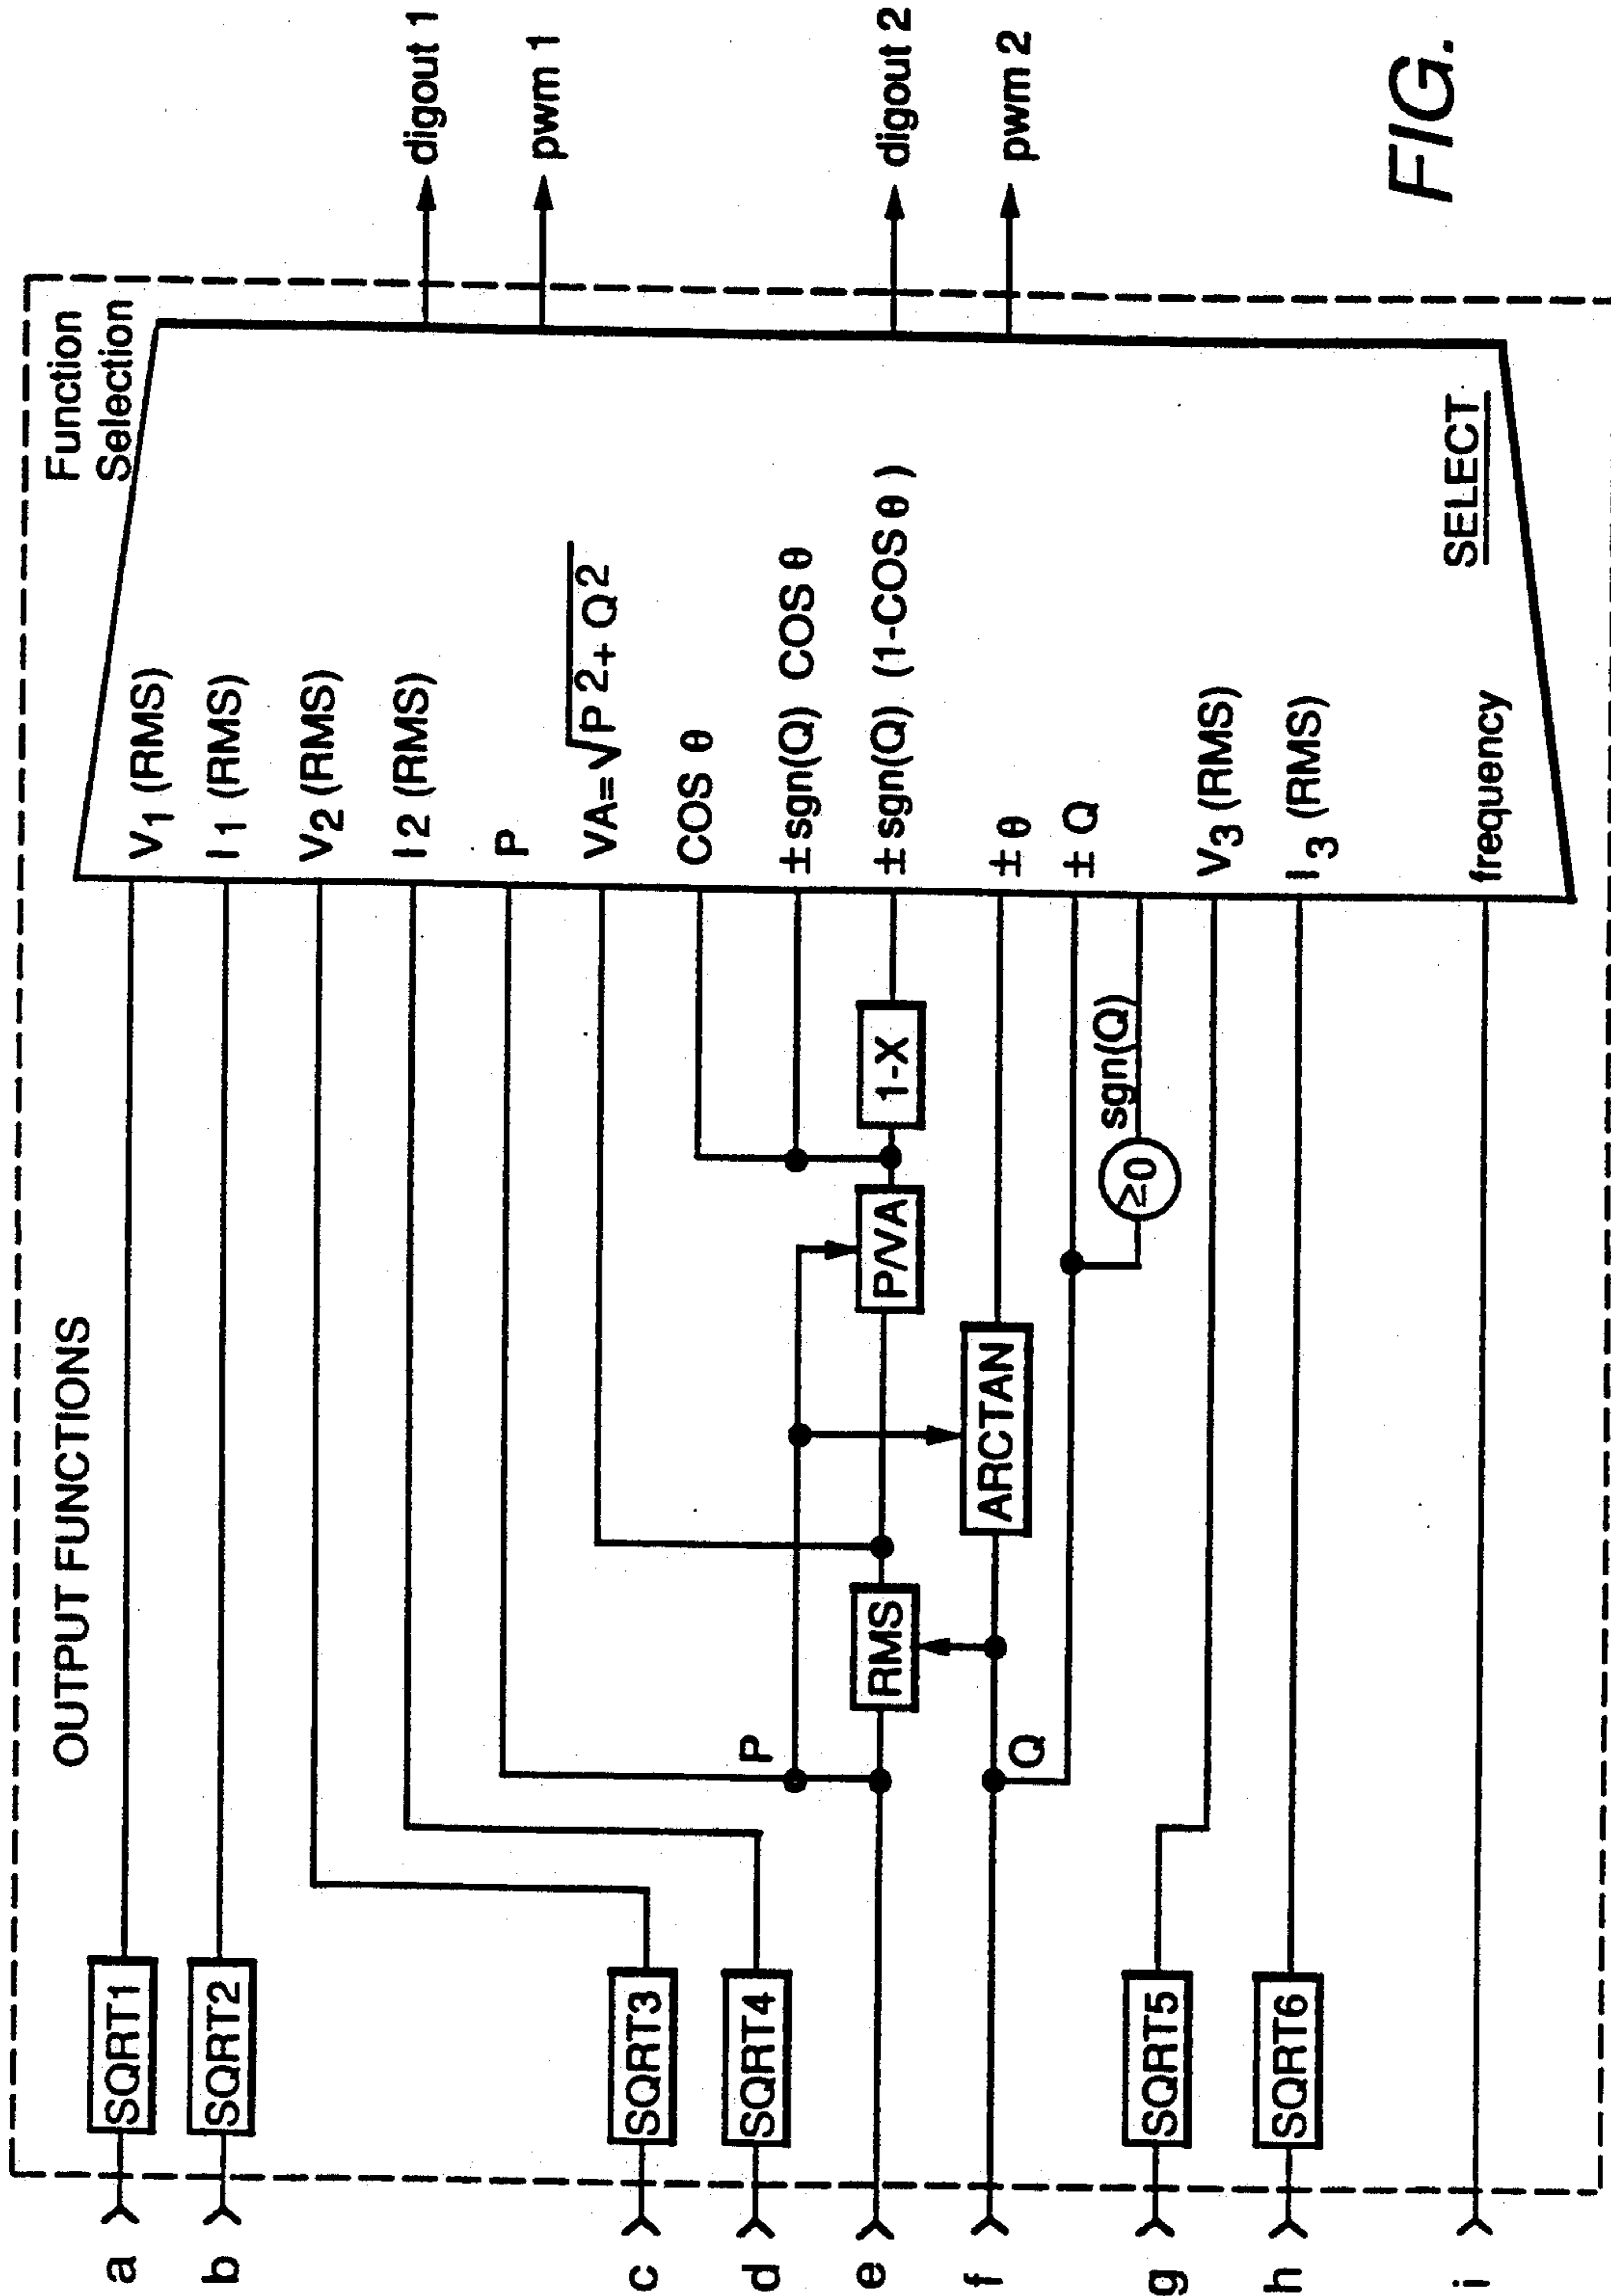 OUTPUT FUNCTIONS
Function
Selection
a
SQRT1
V1 (RMS)
b
SQRT2
I1 (RMS)
V2 (RMS)
I2 (RMS)
P
VA=√P2+Q2
COS θ
± sgn(Q) COS θ
± sgn(Q) (1-COS θ)
± θ
± Q
V3 (RMS)
I3 (RMS)
frequency
SELECT
c
SQRT3
d
SQRT4
e
P
RMS
P/VA
1-X
f
Q
ARCTAN
≥0
sgn(Q)
g
SQRT5
h
SQRT6
i
digout 1
pwm 1
digout 2
pwm 2
FIG.